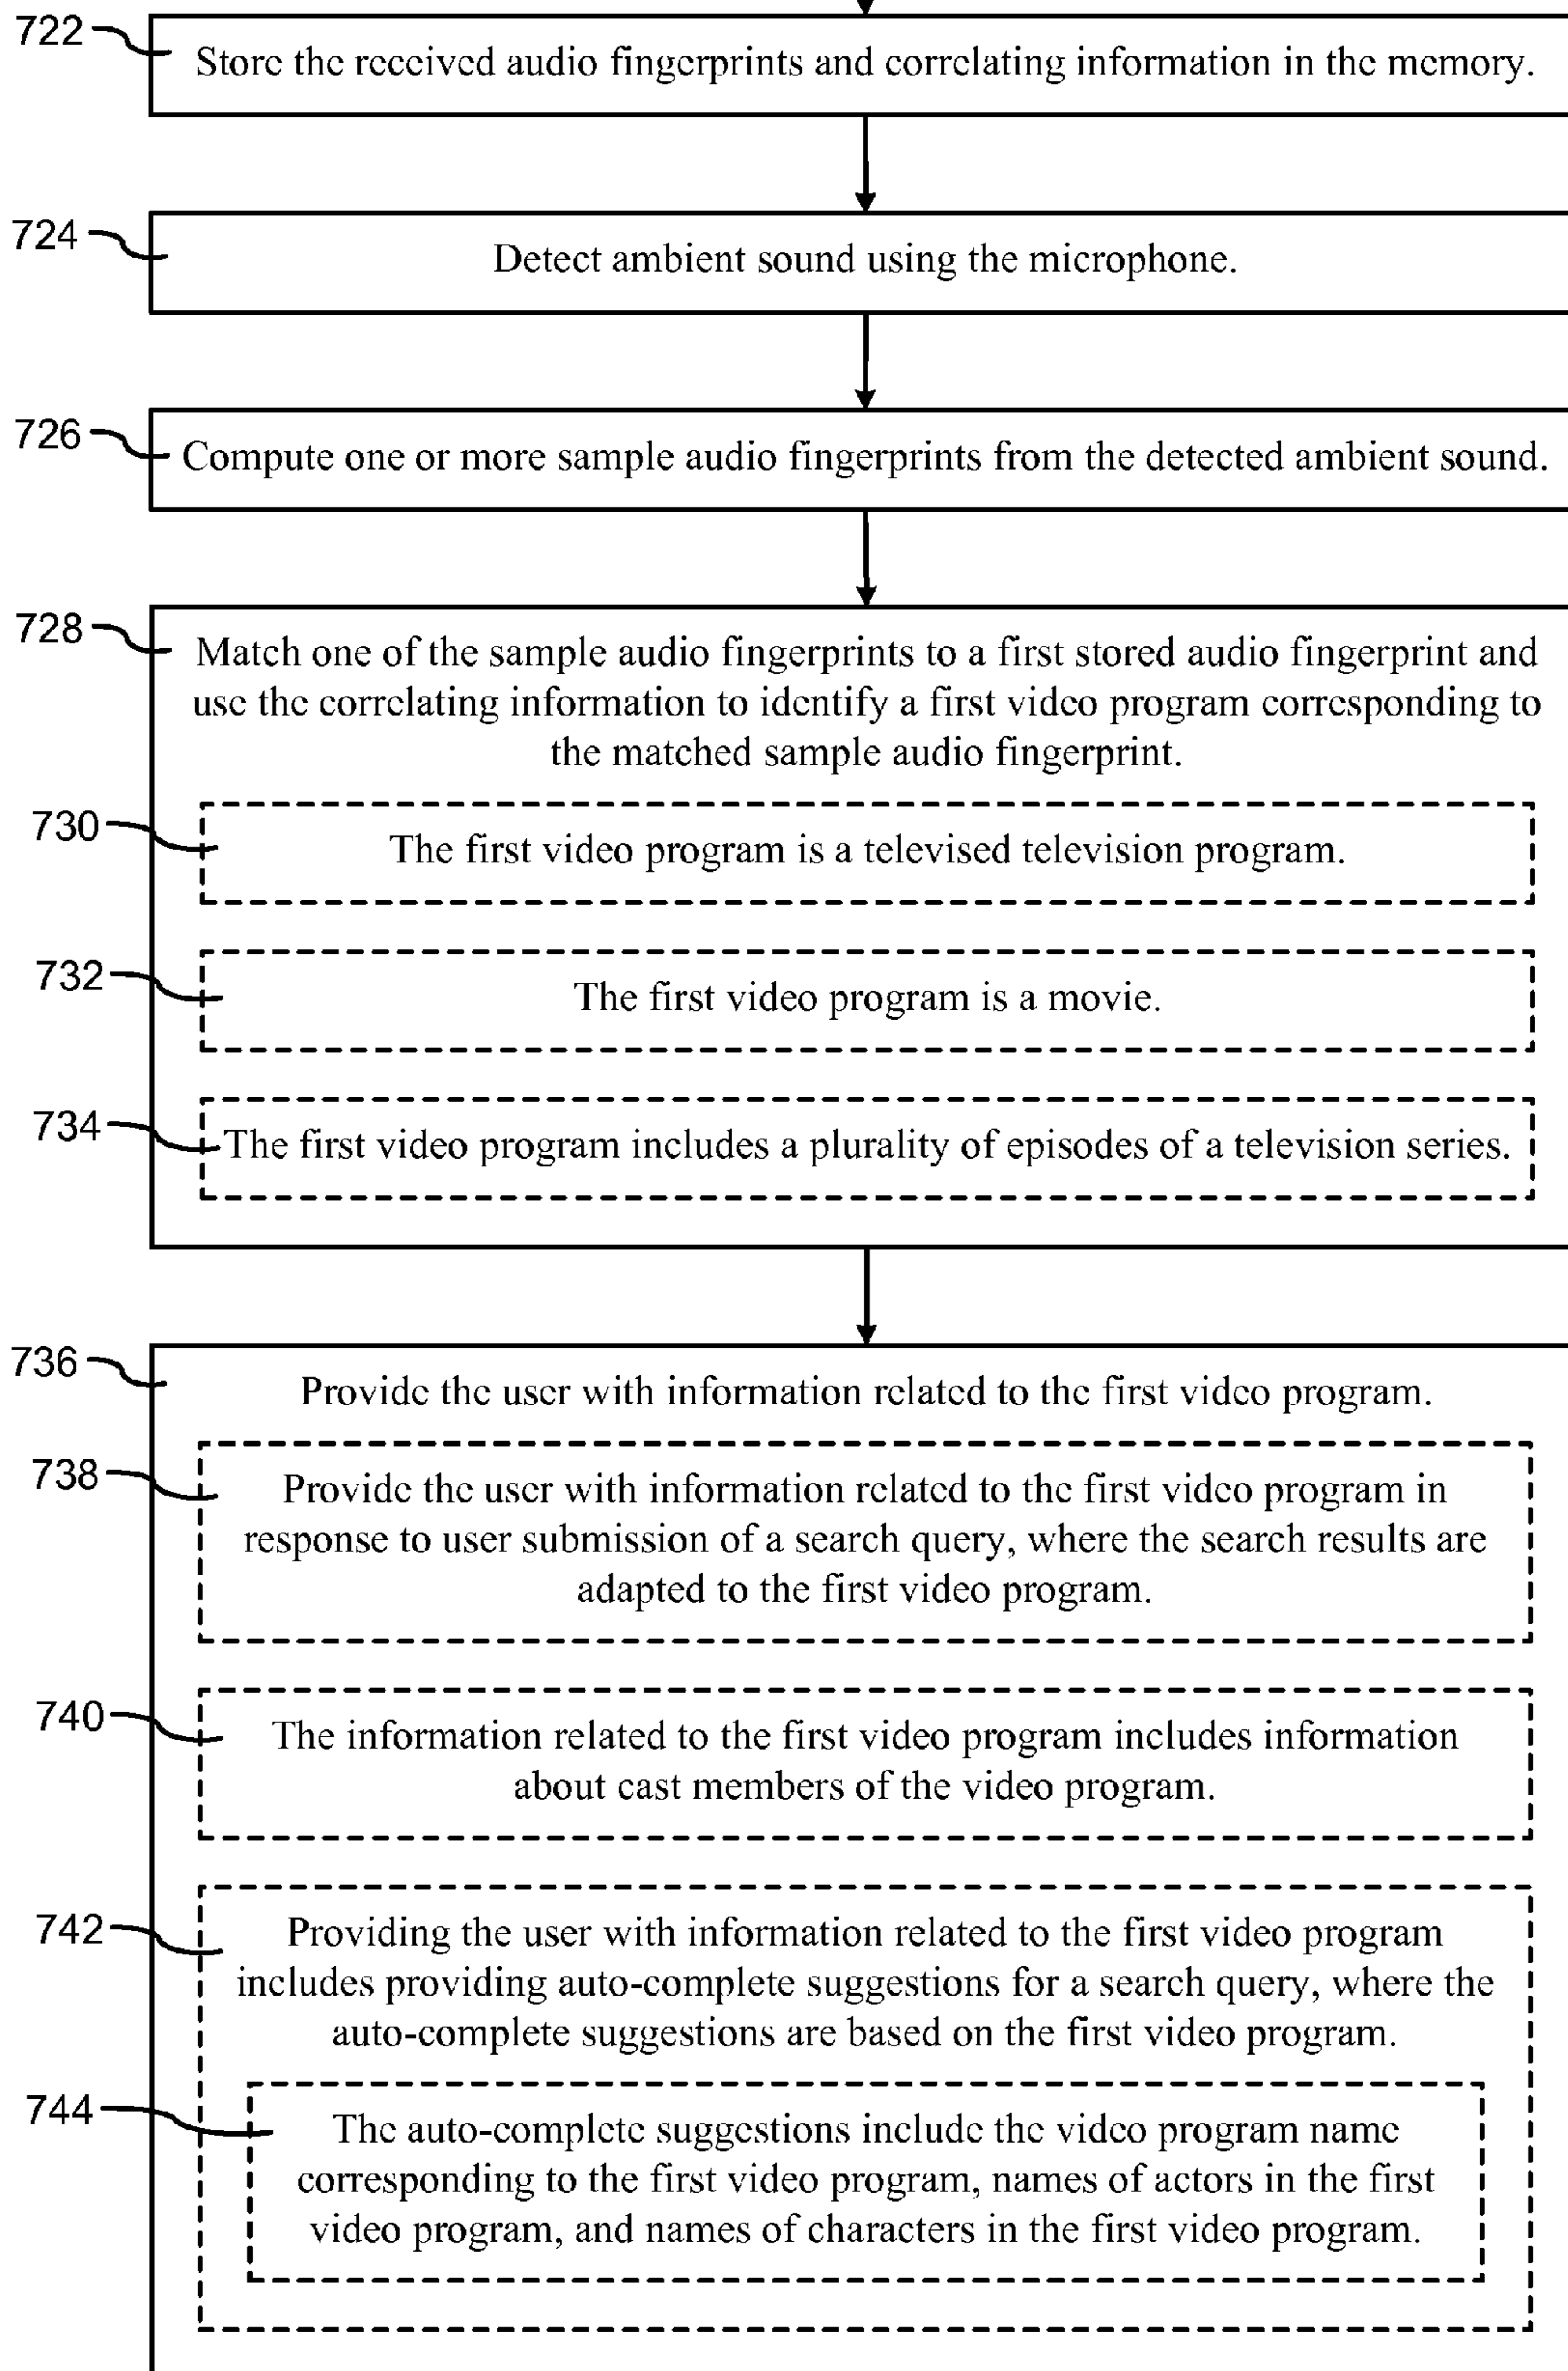 722
Store the received audio fingerprints and correlating information in the memory.
724
Detect ambient sound using the microphone.
726
Compute one or more sample audio fingerprints from the detected ambient sound.
728
Match one of the sample audio fingerprints to a first stored audio fingerprint and
use the correlating information to identify a first video program corresponding to
the matched sample audio fingerprint.
730
The first video program is a televised television program.
732
The first video program is a movie.
734
The first video program includes a plurality of episodes of a television series.
736
Provide the user with information related to the first video program.
738
Provide the user with information related to the first video program in
response to user submission of a search query, where the search results are
adapted to the first video program.
740
The information related to the first video program includes information
about cast members of the video program.
742
Providing the user with information related to the first video program
includes providing auto-complete suggestions for a search query, where the
auto-complete suggestions are based on the first video program.
744
The auto-complete suggestions include the video program name
corresponding to the first video program, names of actors in the first
video program, and names of characters in the first video program.